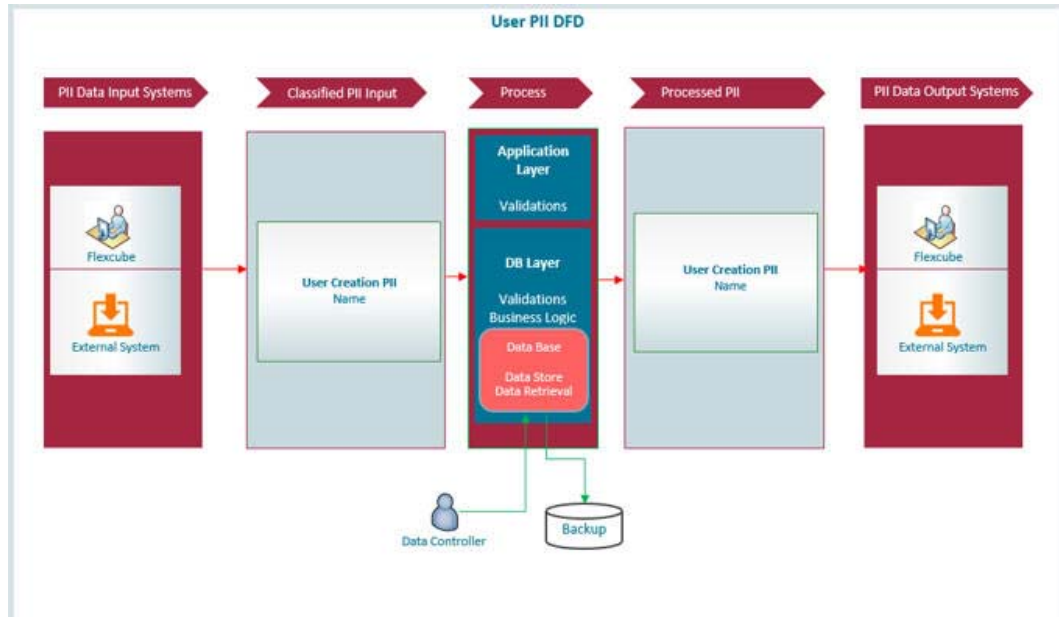 User PII DFD
PII Data Input Systems
Classified PII Input
Process
Processed PII
PII Data Output Systems
Flexcube
External System
User Creation PII
Name
Application
Layer
Validations
DB Layer
Validations
Business Logic
Data Base
Data Store
Data Retrieval
User Creation PII
Name
Flexcube
External System
Data Controller
Backup